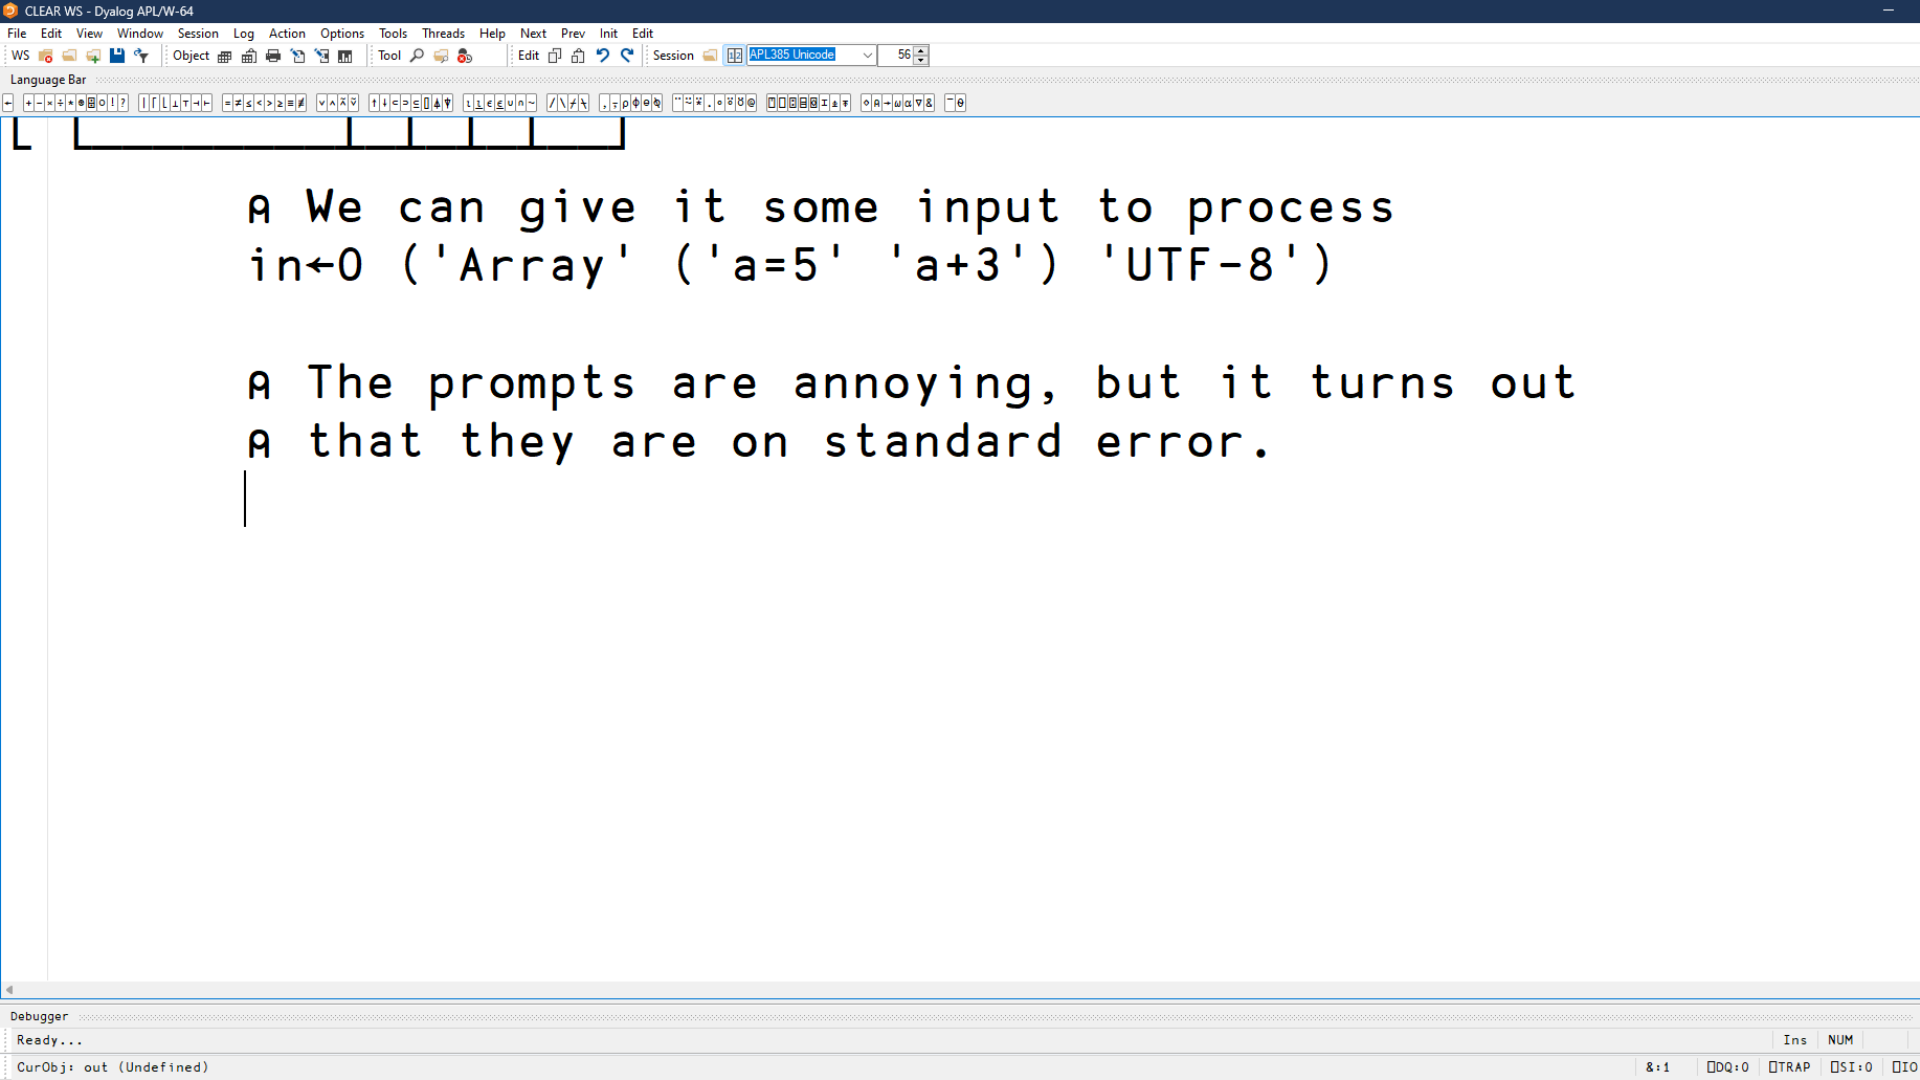 CLEAR WS - Dyalog APL/W-64
File Edit View Window Session Log Action Options Tools Threads Help Next Prev Init Edit
WS Object Tool Edit Session APL385 Unicode 56
Language Bar
⍝ We can give it some input to process
in←0 ('Array' ('a=5' 'a+3') 'UTF-8')
⍝ The prompts are annoying, but it turns out
⍝ that they are on standard error.
Debugger
Ready... Ins NUM
CurObj: out (Undefined) &:1 ⎕DQ:0 ⎕TRAP ⎕SI:0 ⎕IO